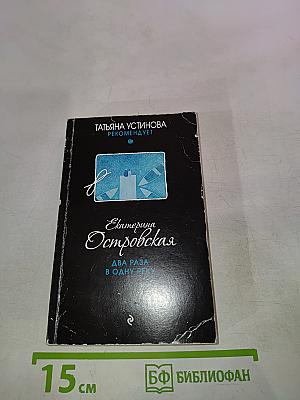 ТАТЬЯНА УСТИНОВА
РЕКОМЕНДУЕТ
Екатерина
Островская
ДВА РАЗА
В ОДНУ РЕКУ
15 см
БФ БИБЛИОФАН